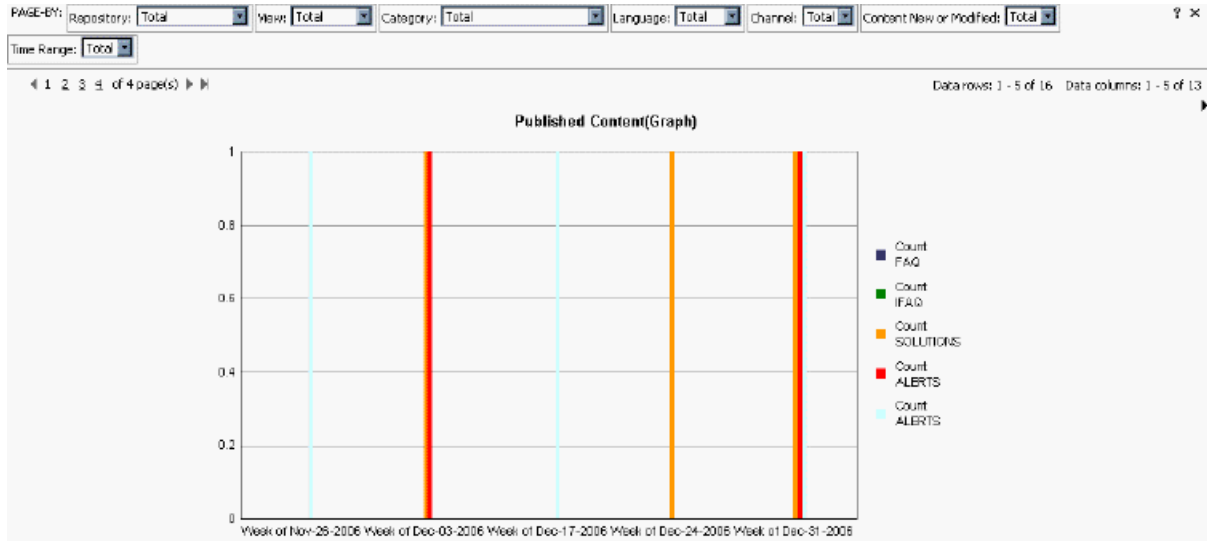 PAGE-BY: Repository: Total View: Total Category: Total Language: Total Channel: Total Content New or Modified: Total ? ×
Time Range: Total
1 2 3 4 of 4 page(s)
Data rows: 1 - 5 of 16 Data columns: 1 - 5 of 13
Published Content(Graph)
1
0.8
0.6
0.4
0.2
0
Week of Nov-26-2006 Week of Dec-03-2006 Week of Dec-17-2006 Week of Dec-24-2006 Week of Dec-31-2006
Count
FAQ
Count
IFAQ
Count
SOLUTIONS
Count
ALERTS
Count
ALERTS